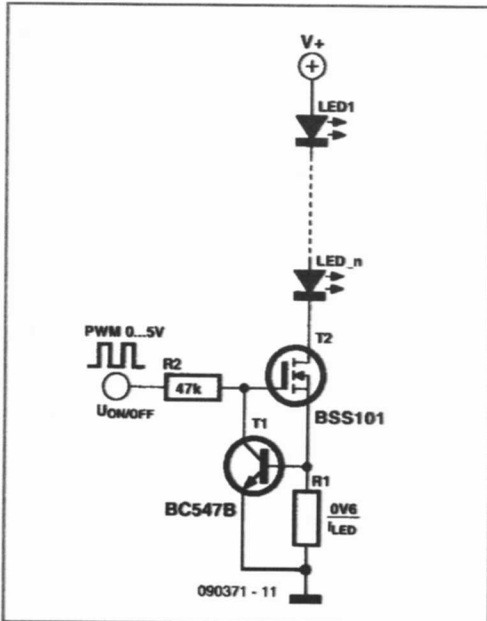 V+
LED1
LED_n
PWM 0...5V
T2
R2
47k
UON/OFF
BSS101
T1
R1
BC547B
0V6
ILED
090371 - 11